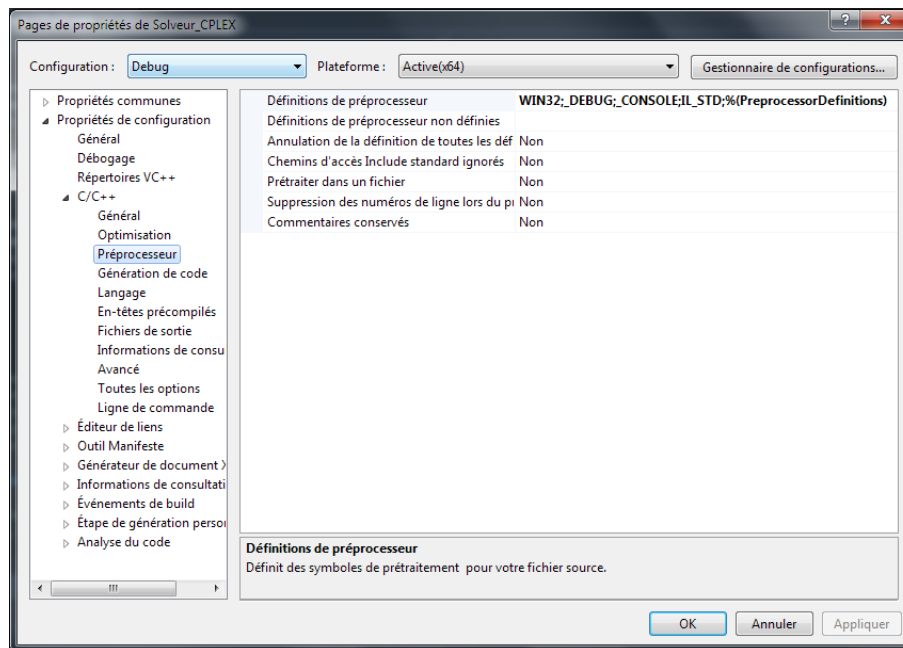 Pages de propriétés de Solveur_CPLEX
Configuration : Debug Plateforme : Active(x64) Gestionnaire de configurations...
Propriétés communes
Propriétés de configuration
Général
Débogage
Répertoires VC++
C/C++
Général
Optimisation
Préprocesseur
Génération de code
Langage
En-têtes précompilés
Fichiers de sortie
Informations de consu
Avancé
Toutes les options
Ligne de commande
Éditeur de liens
Outil Manifeste
Générateur de document X
Informations de consultati
Événements de build
Étape de génération person
Analyse du code
Définitions de préprocesseur WIN32;_DEBUG;_CONSOLE;IL_STD;%(PreprocessorDefinitions)
Définitions de préprocesseur non définies
Annulation de la définition de toutes les déf Non
Chemins d'accès Include standard ignorés Non
Prétraiter dans un fichier Non
Suppression des numéros de ligne lors du pr Non
Commentaires conservés Non
Définitions de préprocesseur
Définit des symboles de prétraitement pour votre fichier source.
OK Annuler Appliquer